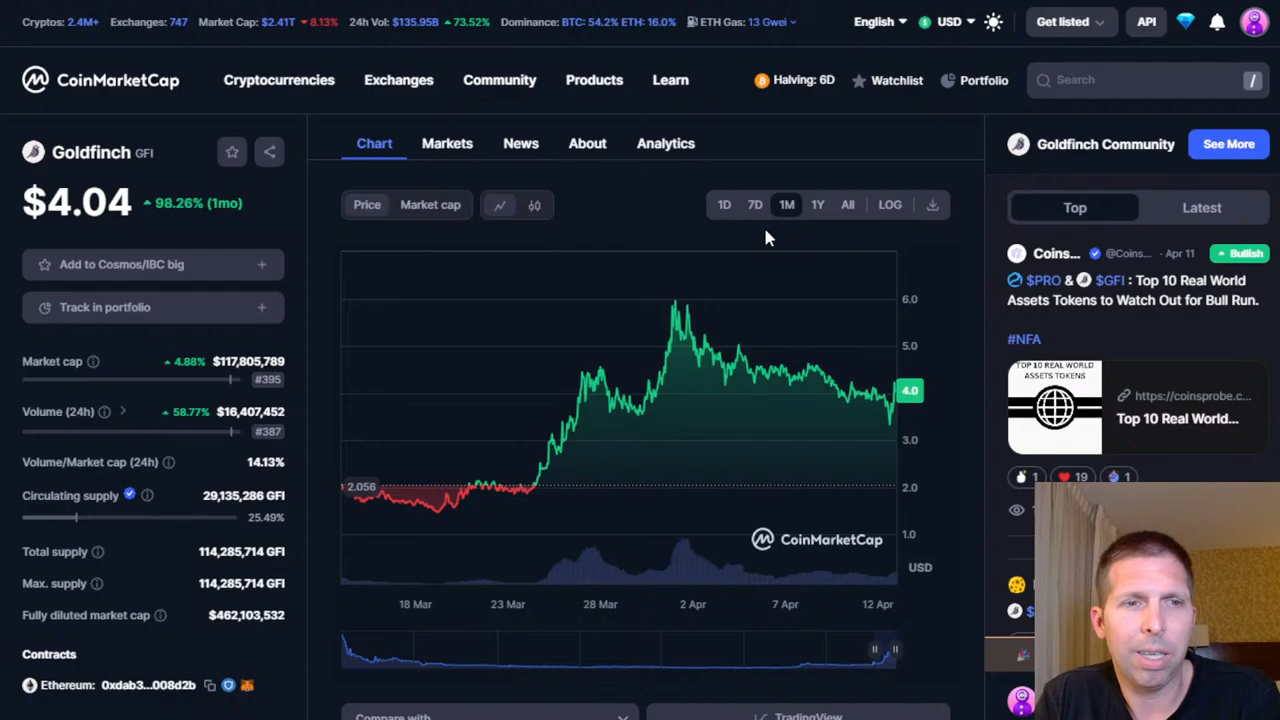 Cryptos: 2.4M+ Exchanges: 747 Market Cap: $2.41T 8.13% 24h Vol: $135.95B 73.52% Dominance: BTC: 54.2% ETH: 16.0% ETH Gas: 13 Gwei English USD Get listed API
CoinMarketCap Cryptocurrencies Exchanges Community Products Learn Halving: 6D Watchlist Portfolio Search /
Goldfinch GFI
$4.04 98.26% (1mo)
Add to Cosmos/IBC big +
Track in portfolio +
Market cap 4.88% $117,805,789
#395
Volume (24h) 58.77% $16,407,452
#387
Volume/Market cap (24h) 14.13%
Circulating supply 29,135,286 GFI
25.49%
Total supply 114,285,714 GFI
Max. supply 114,285,714 GFI
Fully diluted market cap $462,103,532
Contracts
Ethereum: 0xdab3...008d2b
Chart Markets News About Analytics
Price Market cap 1D 7D 1M 1Y All LOG
6.0
5.0
4.0
3.0
2.056
2.0
1.0
CoinMarketCap
USD
18 Mar 23 Mar 28 Mar 2 Apr 7 Apr 12 Apr
Compare with TradingView
Goldfinch Community See More
Top Latest
Coins... @Coins... · Apr 11 Bullish
$PRO & $GFI : Top 10 Real World
Assets Tokens to Watch Out for Bull Run.
#NFA
TOP 10 REAL WORLD
ASSETS TOKENS
https://coinsprobe.c...
Top 10 Real World...
1 19 1